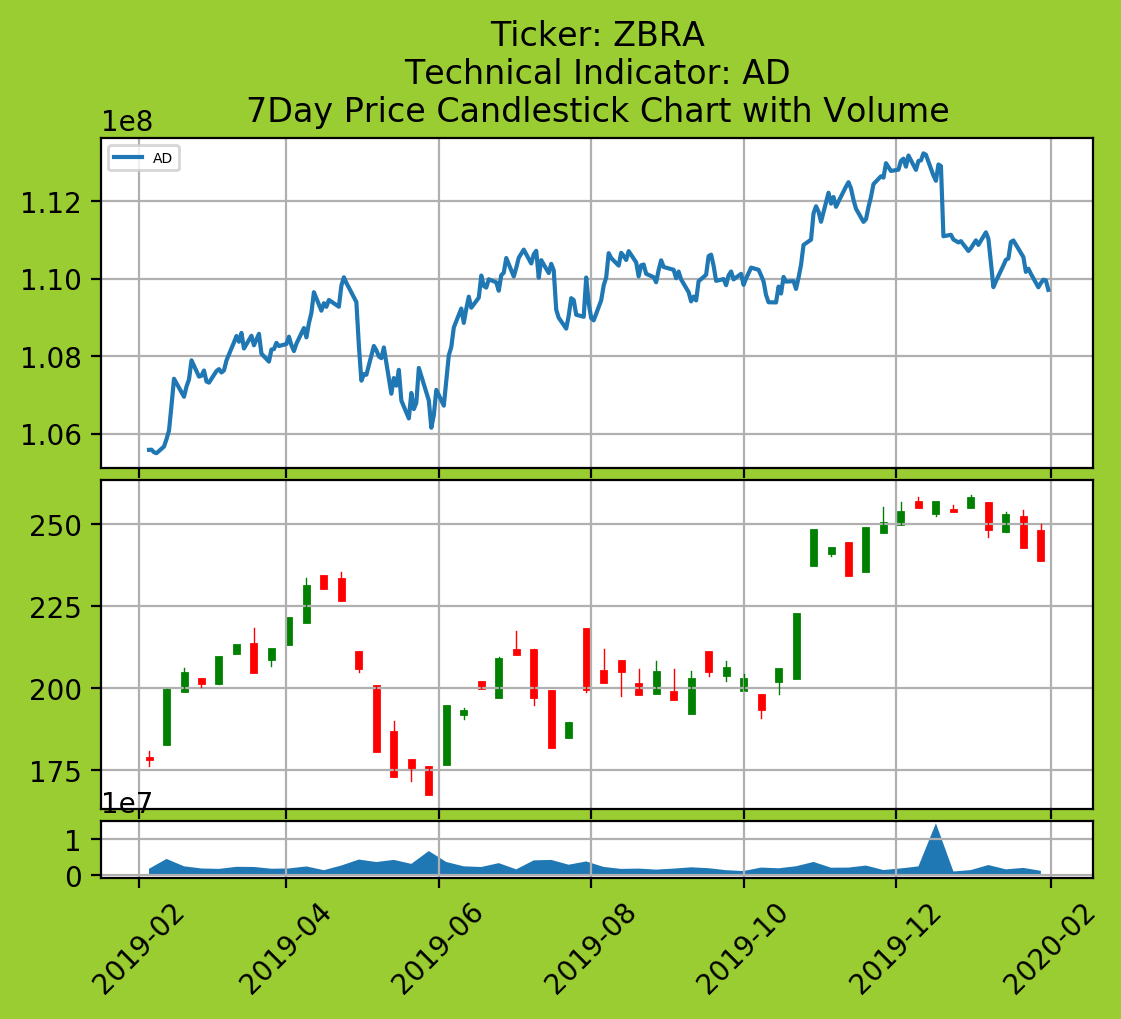 Ticker: ZBRA
Technical Indicator: AD
7Day Price Candlestick Chart with Volume
1e8
AD
1.12
1.10
1.08
1.06
250
225
200
175
1e7
1
0
2019-02
2019-04
2019-06
2019-08
2019-10
2019-12
2020-02